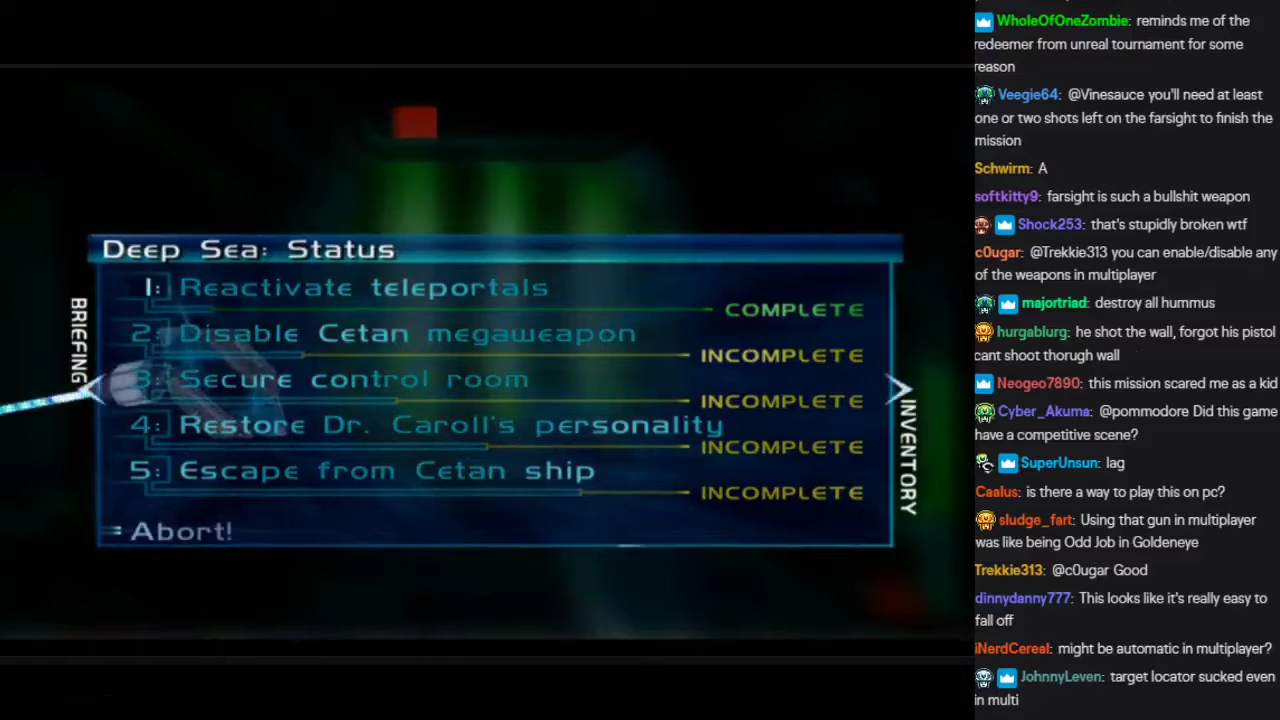 Deep Sea: Status
1: Reactivate teleportals
COMPLETE
2: Disable Cetan megaweapon
INCOMPLETE
3: Secure control room
INCOMPLETE
4: Restore Dr. Caroll's personality
INCOMPLETE
5: Escape from Cetan ship
INCOMPLETE
Abort!
BRIEFING
INVENTORY
WholeOfOneZombie: reminds me of the
redeemer from unreal tournament for some
reason
Veegie64: @Vinesauce you'll need at least
one or two shots left on the farsight to finish the
mission
Schwirm: A
softkitty9: farsight is such a bullshit weapon
Shock253: that's stupidly broken wtf
c0ugar: @Trekkie313 you can enable/disable any
of the weapons in multiplayer
majortriad: destroy all hummus
hurgablurg: he shot the wall, forgot his pistol
cant shoot thorugh wall
Neogeo7890: this mission scared me as a kid
Cyber_Akuma: @pommodore Did this game
have a competitive scene?
SuperUnsun: lag
Caalus: is there a way to play this on pc?
sludge_fart: Using that gun in multiplayer
was like being Odd Job in Goldeneye
Trekkie313: @c0ugar Good
dinnydanny777: This looks like it's really easy to
fall off
iNerdCereal: might be automatic in multiplayer?
JohnnyLeven: target locator sucked even
in multi